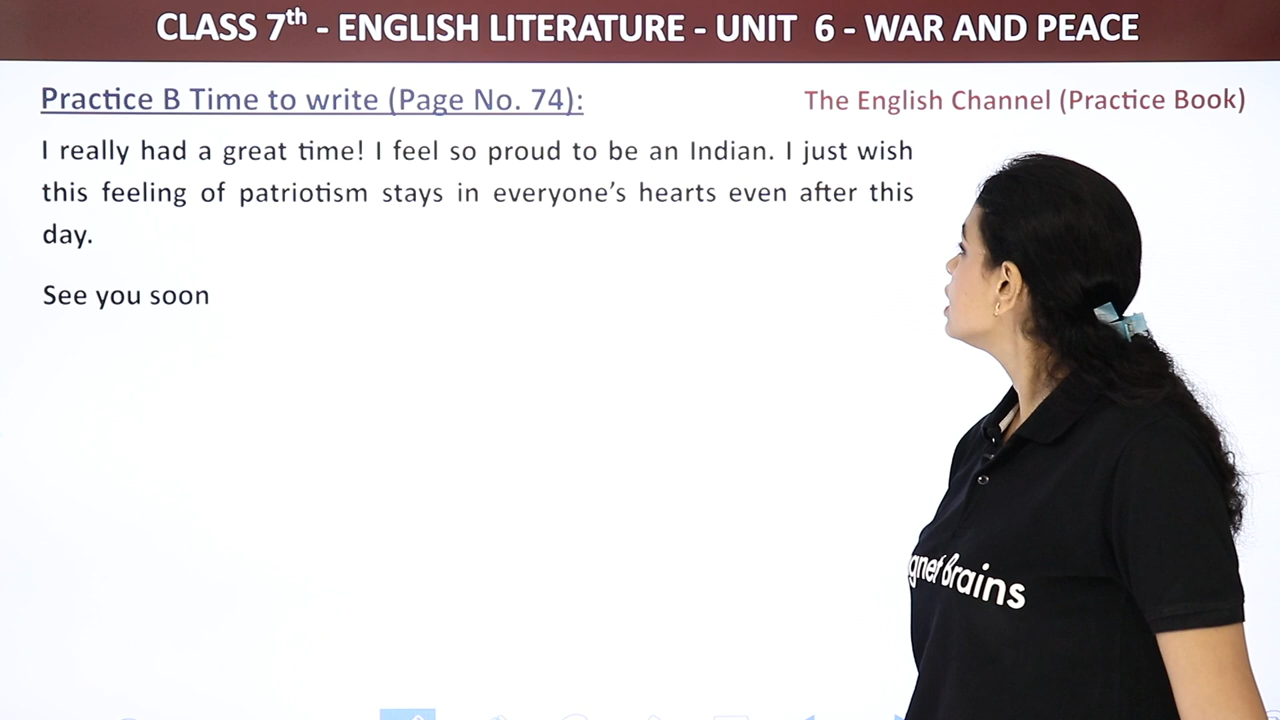 CLASS 7th - ENGLISH LITERATURE - UNIT 6 - WAR AND PEACE
Practice B Time to write (Page No. 74):
The English Channel (Practice Book)
I really had a great time! I feel so proud to be an Indian. I just wish
this feeling of patriotism stays in everyone's hearts even after this
day.
See you soon
gnet Brains